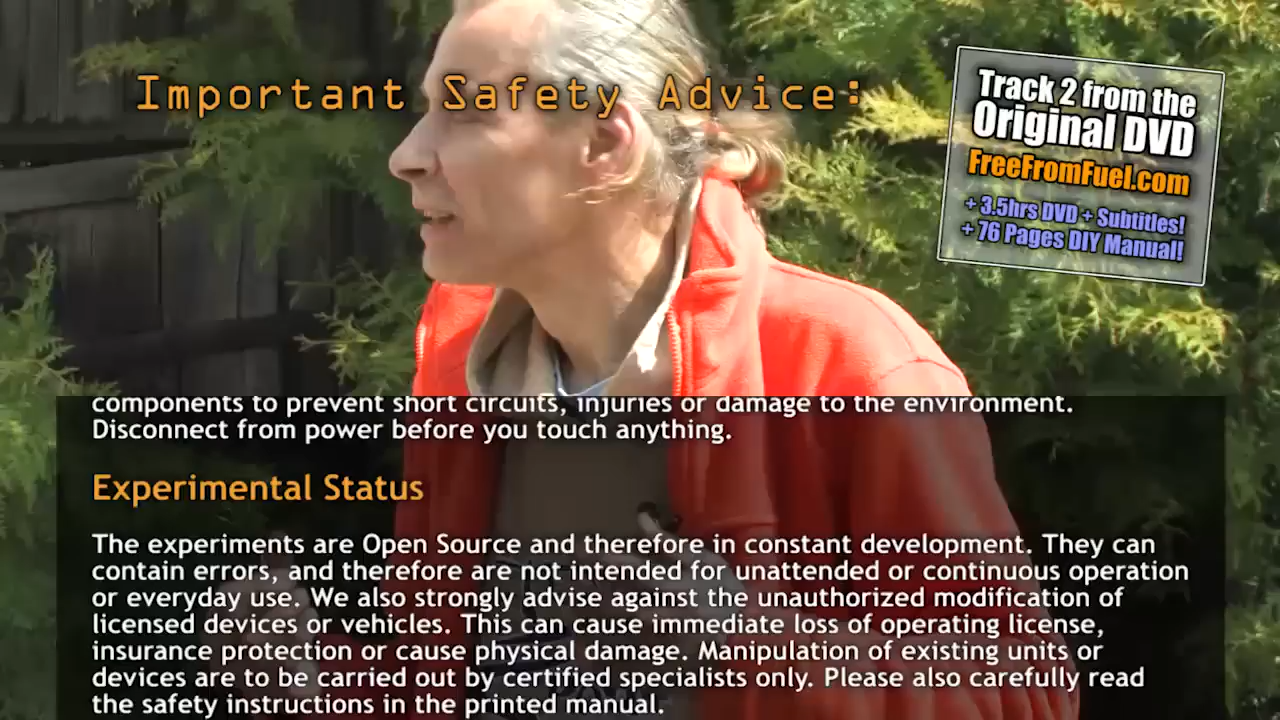 Important Safety Advice:
Track 2 from the
Original DVD
FreeFromFuel.com
+ 3.5hrs DVD + Subtitles!
+ 76 Pages DIY Manual!
components to prevent short circuits, injuries or damage to the environment.
Disconnect from power before you touch anything.
Experimental Status
The experiments are Open Source and therefore in constant development. They can
contain errors, and therefore are not intended for unattended or continuous operation
or everyday use. We also strongly advise against the unauthorized modification of
licensed devices or vehicles. This can cause immediate loss of operating license,
insurance protection or cause physical damage. Manipulation of existing units or
devices are to be carried out by certified specialists only. Please also carefully read
the safety instructions in the printed manual.